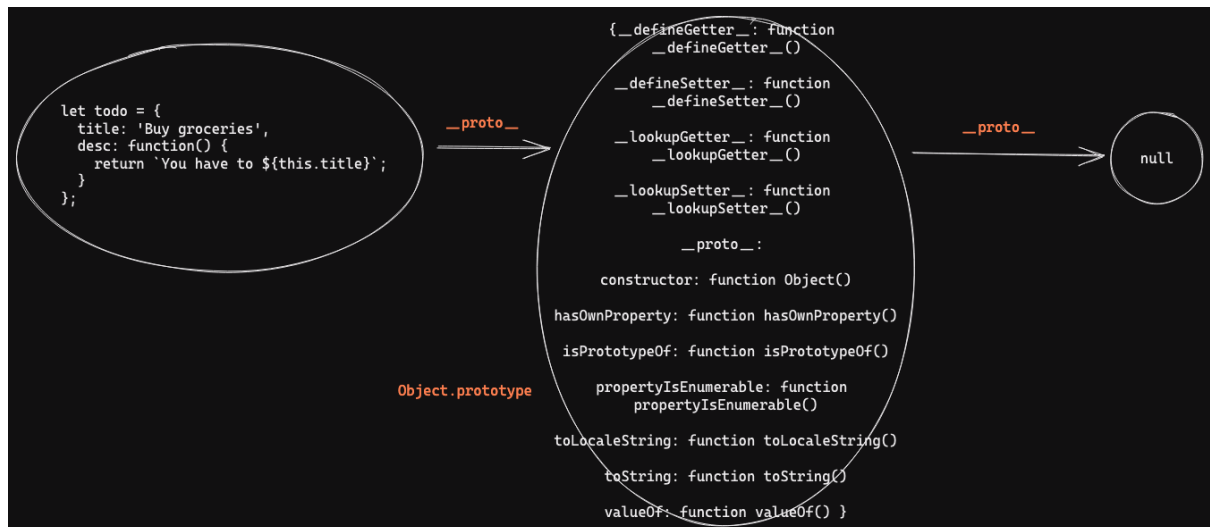 let todo = {
title: 'Buy groceries',
desc: function() {
return `You have to ${this.title}`;
}
};
__proto__
{__defineGetter__: function
__defineGetter__()
__defineSetter__: function
__defineSetter__()
__lookupGetter__: function
__lookupGetter__()
__lookupSetter__: function
__lookupSetter__()
__proto__:
constructor: function Object()
hasOwnProperty: function hasOwnProperty()
isPrototypeOf: function isPrototypeOf()
propertyIsEnumerable: function
propertyIsEnumerable()
toLocaleString: function toLocaleString()
toString: function toString()
valueOf: function valueOf() }
Object.prototype
__proto__
null